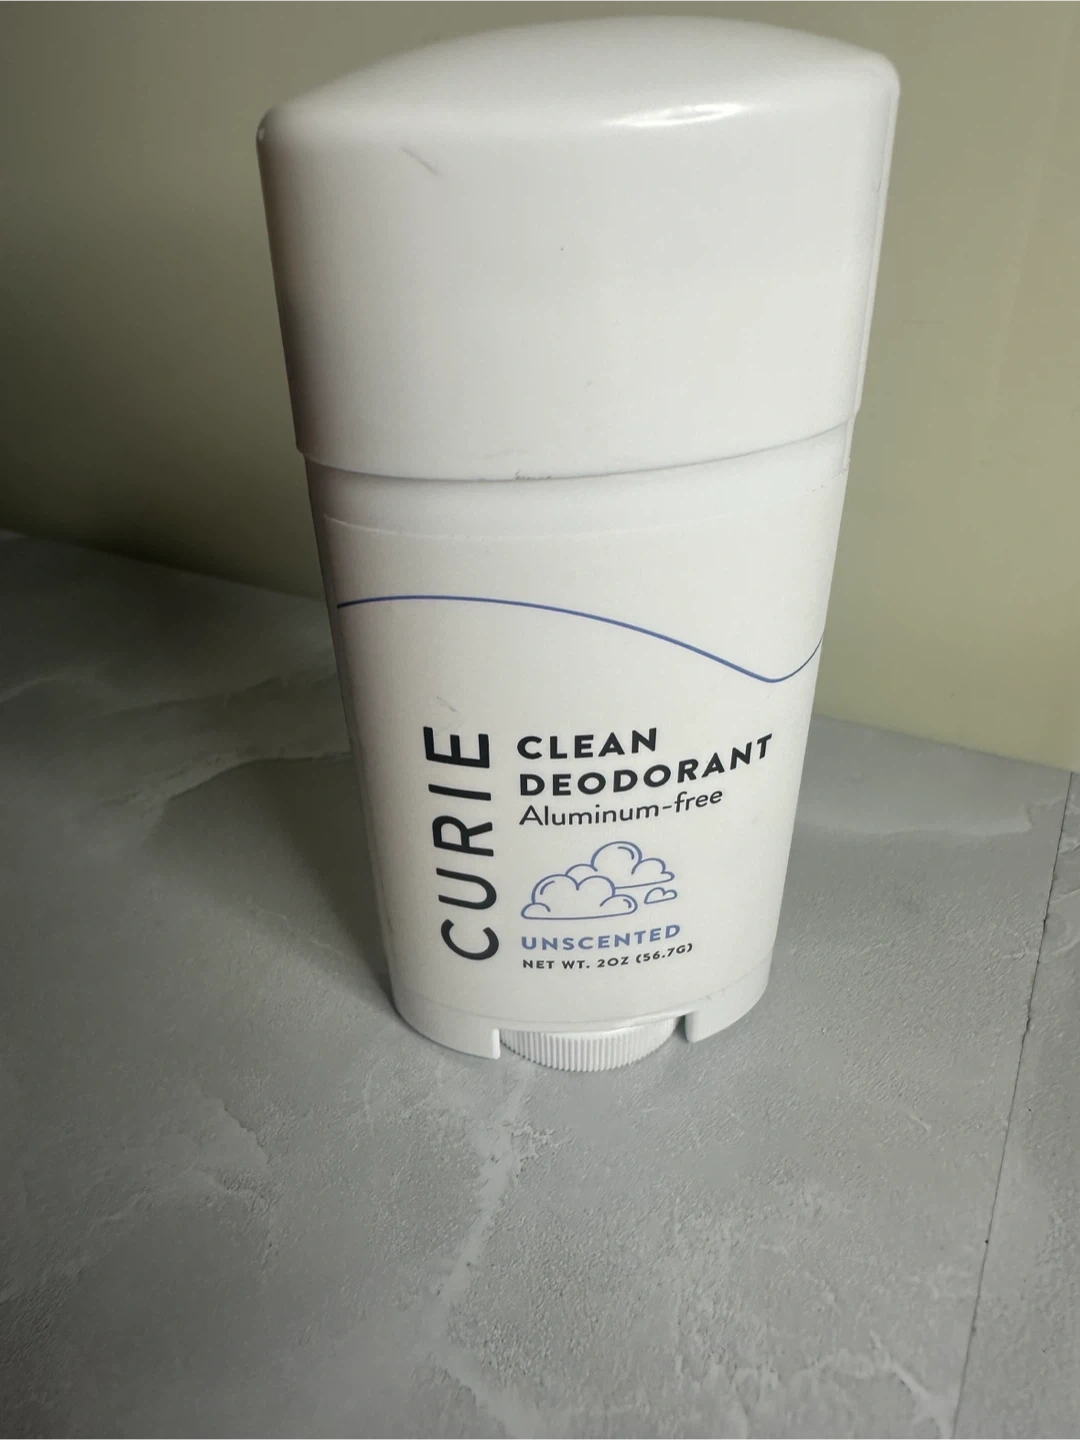 CURIE
CLEAN
DEODORANT
Aluminum-free
UNSCENTED
NET WT. 2OZ (56.7G)